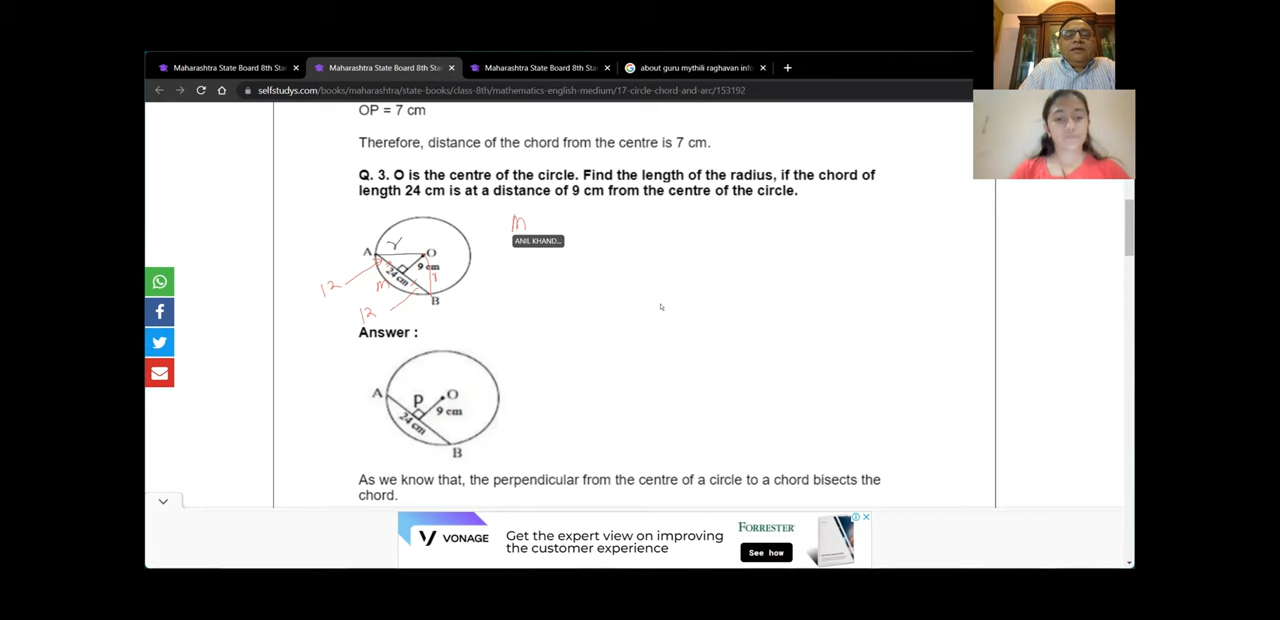 Maharashtra State Board 8th Sta
Maharashtra State Board 8th Sta
Maharashtra State Board 8th Sta
about guru mythili raghavan info
selfstudys.com/books/maharashtra/state-books/class-8th/mathematics-english-medium/17-circle-chord-and-arc/153192
OP = 7 cm
Therefore, distance of the chord from the centre is 7 cm.
Q. 3. O is the centre of the circle. Find the length of the radius, if the chord of
length 24 cm is at a distance of 9 cm from the centre of the circle.
m
ANIL KHAND...
A
r
O
9 cm
24 cm
r
12
M
12
B
Answer :
A
P
O
9 cm
24 cm
B
As we know that, the perpendicular from the centre of a circle to a chord bisects the
chord.
VONAGE
Get the expert view on improving
the customer experience
FORRESTER
See how